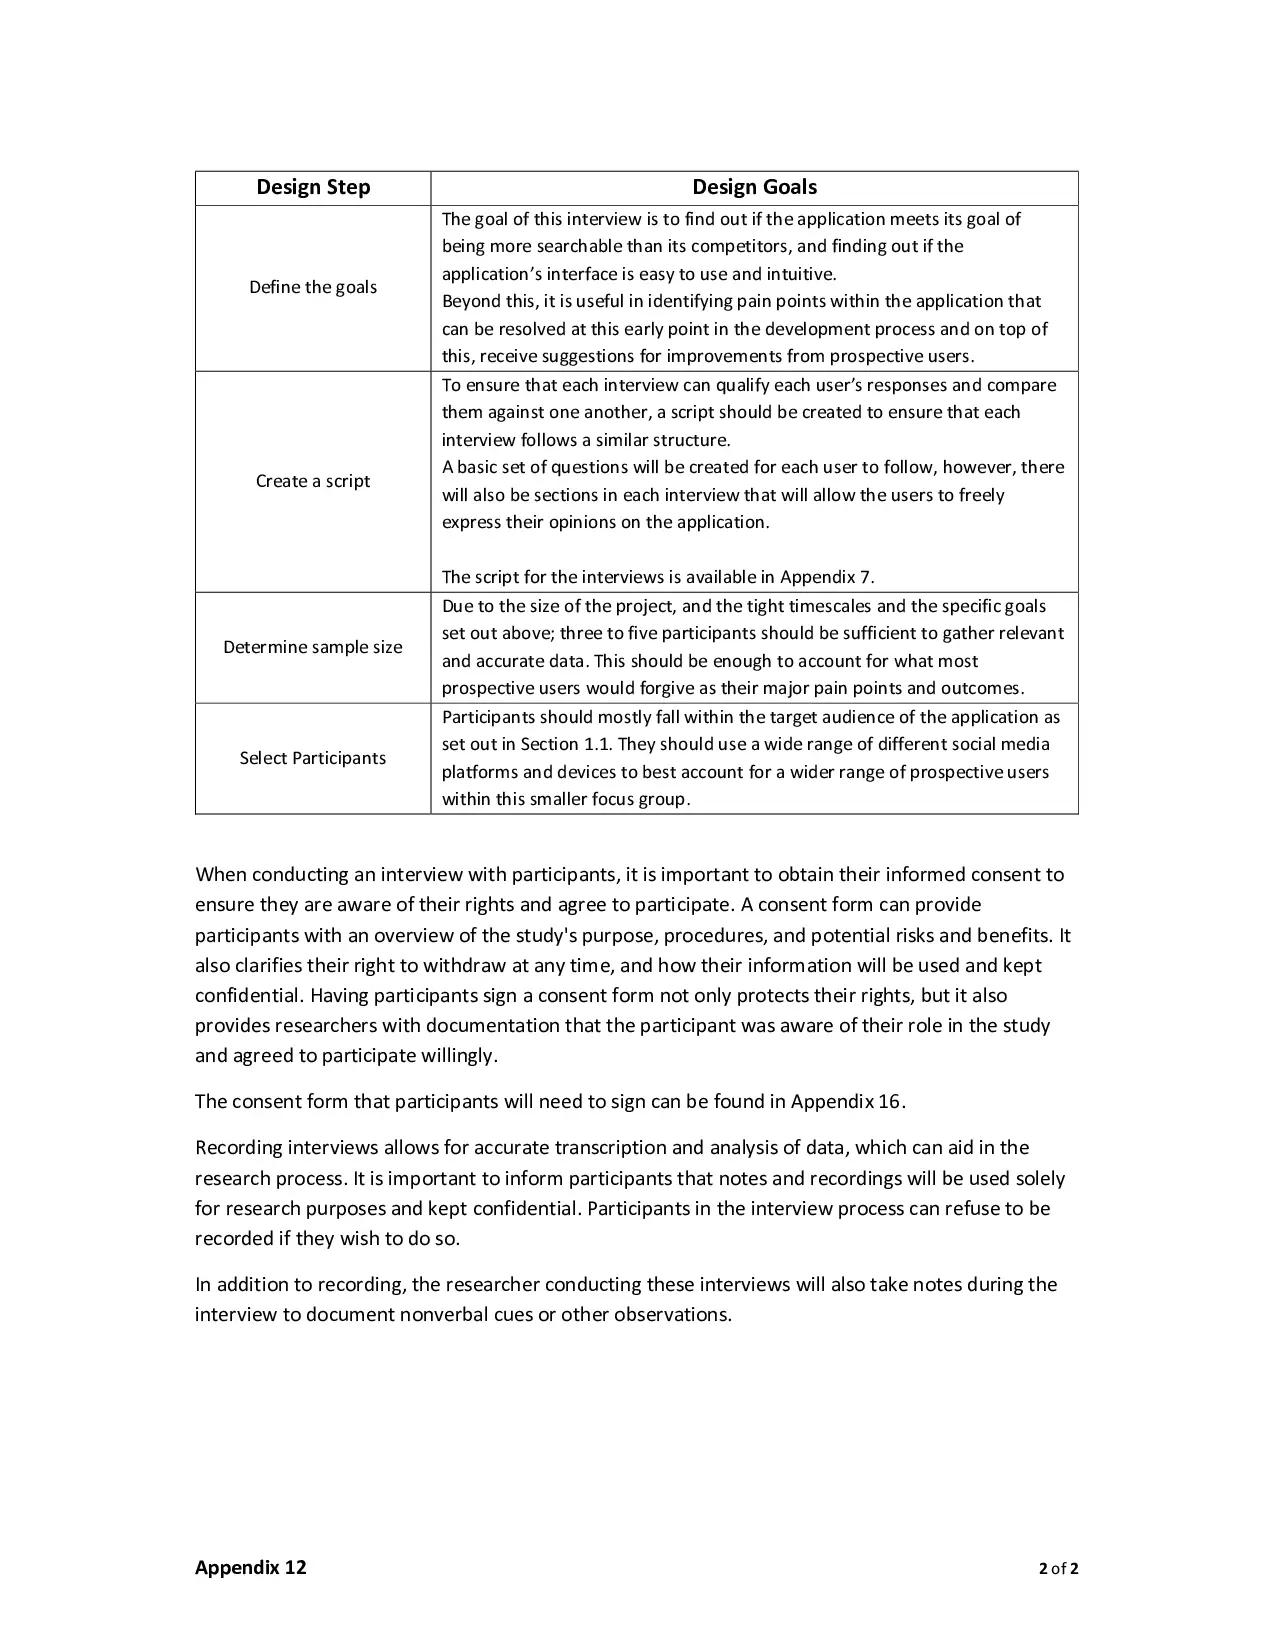 Design Step
Design Goals
Define the goals
The goal of this interview is to find out if the application meets its goal of
being more searchable than its competitors, and finding out if the
application’s interface is easy to use and intuitive.
Beyond this, it is useful in identifying pain points within the application that
can be resolved at this early point in the development process and on top of
this, receive suggestions for improvements from prospective users.
Create a script
To ensure that each interview can qualify each user’s responses and compare
them against one another, a script should be created to ensure that each
interview follows a similar structure.
A basic set of questions will be created for each user to follow, however, there
will also be sections in each interview that will allow the users to freely
express their opinions on the application.
The script for the interviews is available in Appendix 7.
Determine sample size
Due to the size of the project, and the tight timescales and the specific goals
set out above; three to five participants should be sufficient to gather relevant
and accurate data. This should be enough to account for what most
prospective users would forgive as their major pain points and outcomes.
Select Participants
Participants should mostly fall within the target audience of the application as
set out in Section 1.1. They should use a wide range of different social media
platforms and devices to best account for a wider range of prospective users
within this smaller focus group.
When conducting an interview with participants, it is important to obtain their informed consent to
ensure they are aware of their rights and agree to participate. A consent form can provide
participants with an overview of the study's purpose, procedures, and potential risks and benefits. It
also clarifies their right to withdraw at any time, and how their information will be used and kept
confidential. Having participants sign a consent form not only protects their rights, but it also
provides researchers with documentation that the participant was aware of their role in the study
and agreed to participate willingly.
The consent form that participants will need to sign can be found in Appendix 16.
Recording interviews allows for accurate transcription and analysis of data, which can aid in the
research process. It is important to inform participants that notes and recordings will be used solely
for research purposes and kept confidential. Participants in the interview process can refuse to be
recorded if they wish to do so.
In addition to recording, the researcher conducting these interviews will also take notes during the
interview to document nonverbal cues or other observations.
Appendix 12
2 of 2